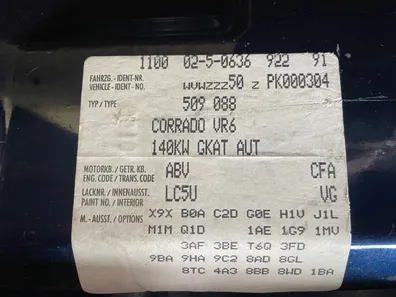 1100 02-5-0636 922 91
FAHRZG.-IDENT-NR.
VEHICLE-IDENT-NO. WVWZZZ50 Z PK000304
TYP/TYPE 509 088
CORRADO VR6
140KW GKAT AUT
MOTORKB./GETR.KB.
ENG.CODE/TRANS.CODE ABV CFA
LACKNR./INNENAUSST.
PAINT NO./INTERIOR LC5U VG
M.-AUSST./OPTIONS X9X B0A C2D G0E H1V J1L
M1M Q1D 1AE 1G9 1MV
3AF 3BE T6Q 3FD
9BA 9HA 9C2 8AD 8GL
8TC 4A3 8BB 8WD 1BA